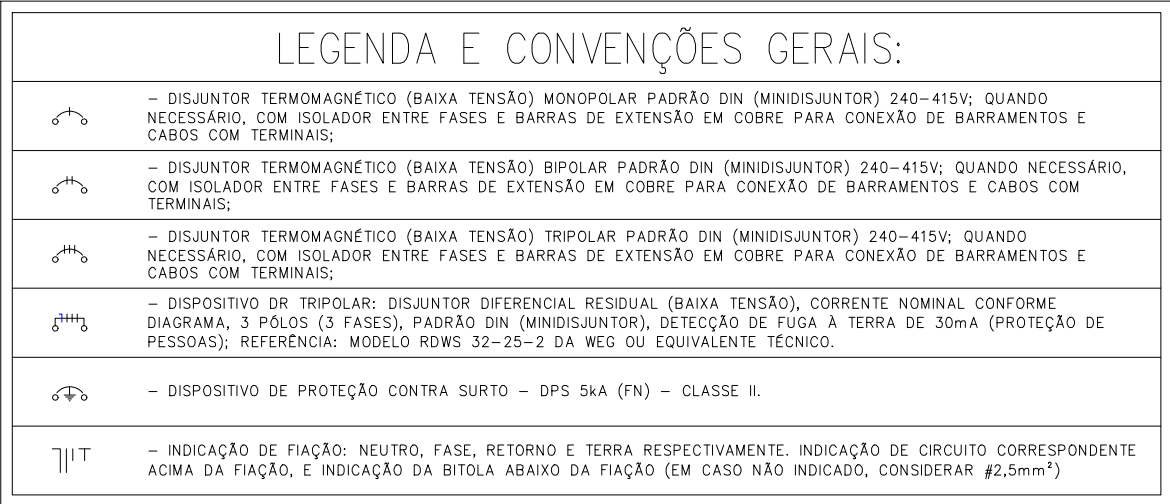 LEGENDA E CONVENÇÕES GERAIS:
– DISJUNTOR TERMOMAGNÉTICO (BAIXA TENSÃO) MONOPOLAR PADRÃO DIN (MINIDISJUNTOR) 240–415V; QUANDO
NECESSÁRIO, COM ISOLADOR ENTRE FASES E BARRAS DE EXTENSÃO EM COBRE PARA CONEXÃO DE BARRAMENTOS E
CABOS COM TERMINAIS;
– DISJUNTOR TERMOMAGNÉTICO (BAIXA TENSÃO) BIPOLAR PADRÃO DIN (MINIDISJUNTOR) 240–415V; QUANDO NECESSÁRIO,
COM ISOLADOR ENTRE FASES E BARRAS DE EXTENSÃO EM COBRE PARA CONEXÃO DE BARRAMENTOS E CABOS COM
TERMINAIS;
– DISJUNTOR TERMOMAGNÉTICO (BAIXA TENSÃO) TRIPOLAR PADRÃO DIN (MINIDISJUNTOR) 240–415V; QUANDO
NECESSÁRIO, COM ISOLADOR ENTRE FASES E BARRAS DE EXTENSÃO EM COBRE PARA CONEXÃO DE BARRAMENTOS E
CABOS COM TERMINAIS;
– DISPOSITIVO DR TRIPOLAR: DISJUNTOR DIFERENCIAL RESIDUAL (BAIXA TENSÃO), CORRENTE NOMINAL CONFORME
DIAGRAMA, 3 PÓLOS (3 FASES), PADRÃO DIN (MINIDISJUNTOR), DETECÇÃO DE FUGA À TERRA DE 30mA (PROTEÇÃO DE
PESSOAS); REFERÊNCIA: MODELO RDWS 32–25–2 DA WEG OU EQUIVALENTE TÉCNICO.
– DISPOSITIVO DE PROTEÇÃO CONTRA SURTO – DPS 5kA (FN) – CLASSE II.
– INDICAÇÃO DE FIAÇÃO: NEUTRO, FASE, RETORNO E TERRA RESPECTIVAMENTE. INDICAÇÃO DE CIRCUITO CORRESPONDENTE
ACIMA DA FIAÇÃO, E INDICAÇÃO DA BITOLA ABAIXO DA FIAÇÃO (EM CASO NÃO INDICADO, CONSIDERAR #2,5mm²)